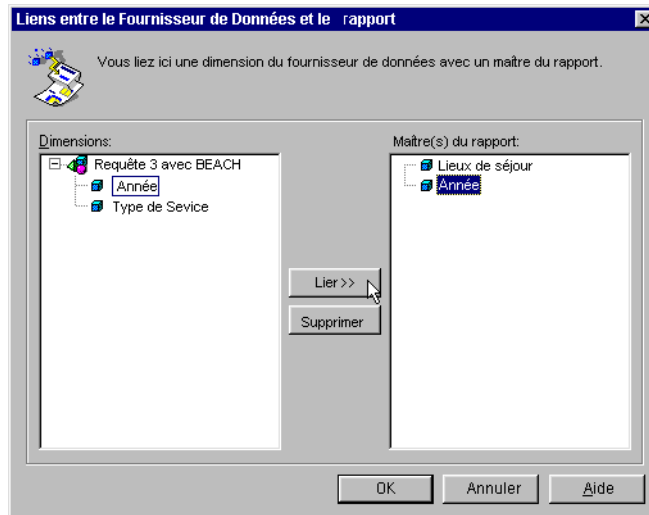 Liens entre le Fournisseur de Données et le rapport
Vous liez ici une dimension du fournisseur de données avec un maître du rapport.
Dimensions:
Requête 3 avec BEACH
Année
Type de Sevice
Lier >>
Supprimer
Maître(s) du rapport:
Lieux de séjour
Année
OK
Annuler
Aide